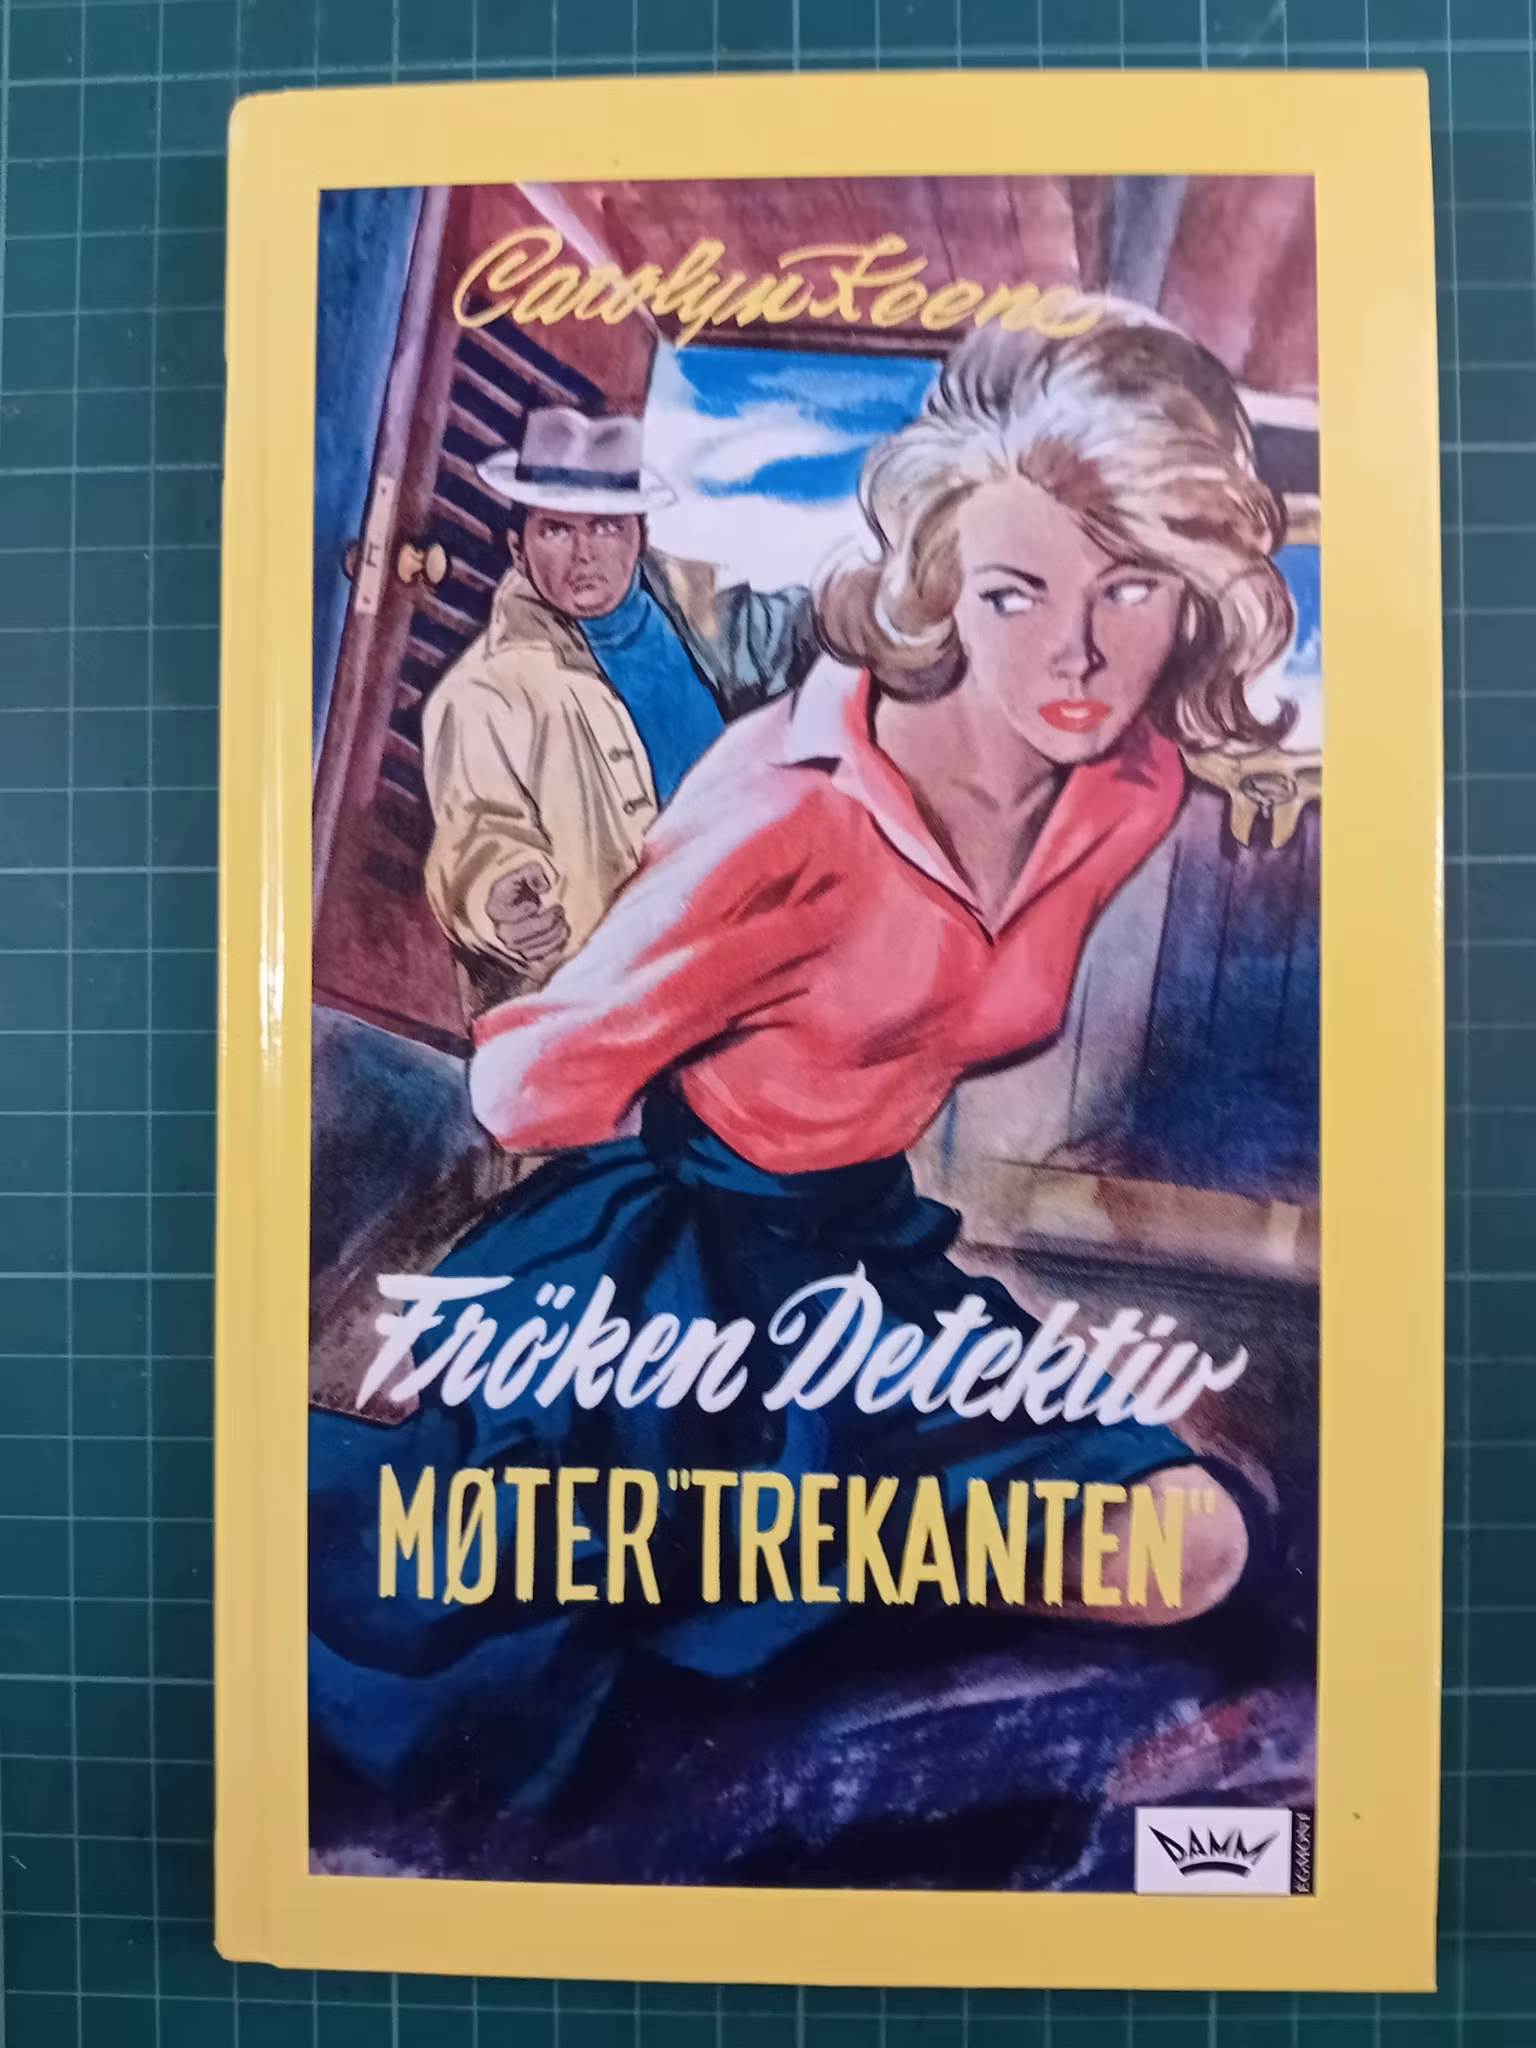 Carolyn Keene
Fröken Detektiv
MØTER "TREKANTEN"
DAMM
EGMONT